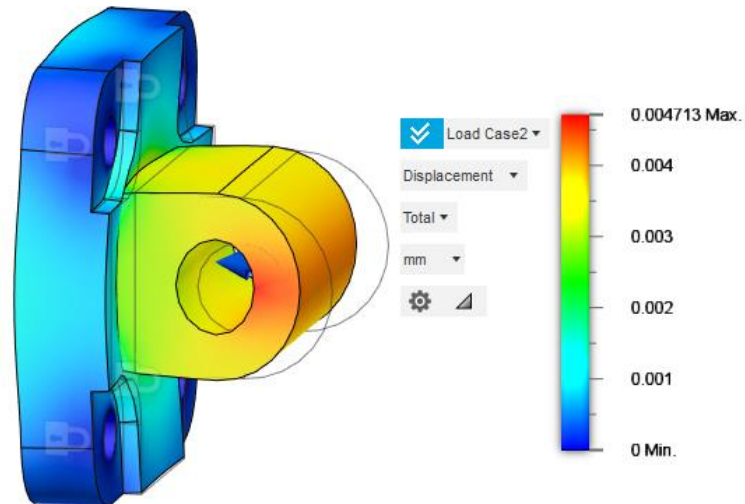 Load Case2
Displacement
Total
mm
0.004713 Max.
0.004
0.003
0.002
0.001
0 Min.